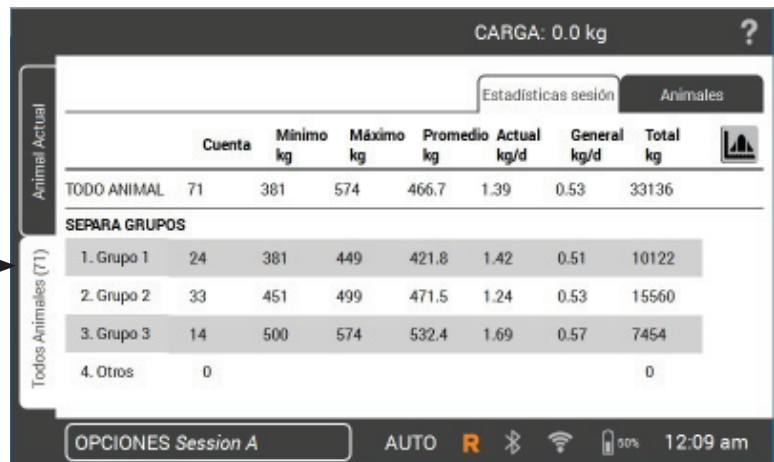 CARGA: 0.0 kg ?
Animal Actual
Todos Animales (71)
Estadísticas sesión Animales
Cuenta Mínimo kg Máximo kg Promedio kg Actual kg/d General kg/d Total kg
TODO ANIMAL 71 381 574 466.7 1.39 0.53 33136
SEPARA GRUPOS
1. Grupo 1 24 381 449 421.8 1.42 0.51 10122
2. Grupo 2 33 451 499 471.5 1.24 0.53 15560
3. Grupo 3 14 500 574 532.4 1.69 0.57 7454
4. Otros 0 0
OPCIONES Session A AUTO R 50% 12:09 am